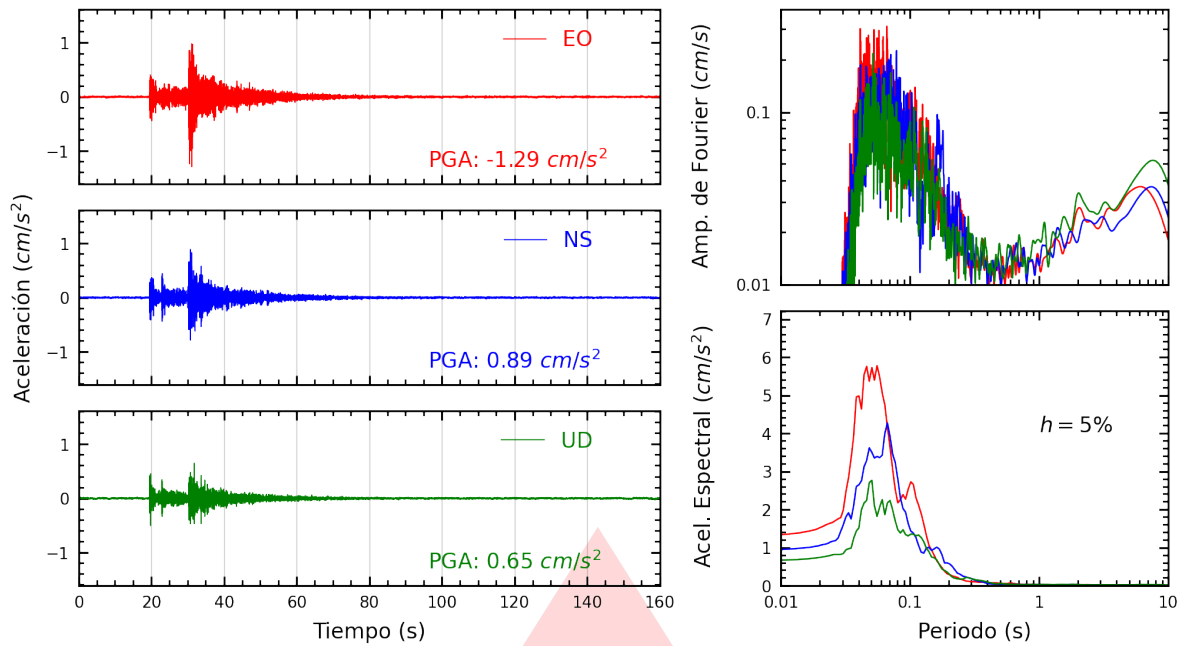 Aceleración (cm/s²)
1
0
−1
EO
PGA: -1.29 cm/s²
1
0
−1
NS
PGA: 0.89 cm/s²
1
0
−1
UD
PGA: 0.65 cm/s²
0 20 40 60 80 100 120 140 160
Tiempo (s)
Amp. de Fourier (cm/s)
0.1
0.01
Acel. Espectral (cm/s²)
7
6
5
4
3
2
1
0
h = 5%
0.01 0.1 1 10
Periodo (s)